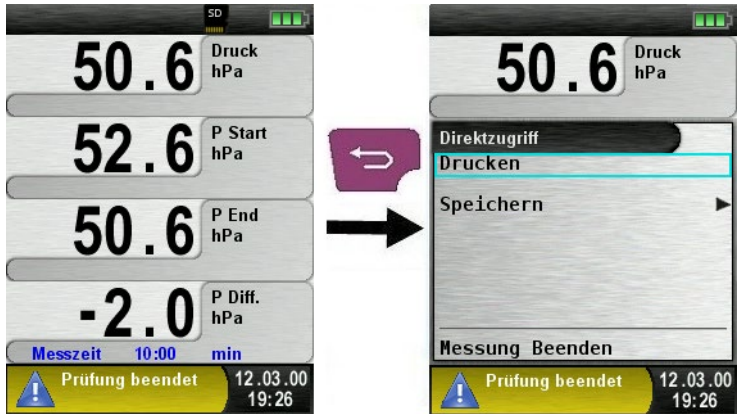 SD
50.6 Druck
hPa
52.6 P Start
hPa
50.6 P End
hPa
-2.0 P Diff.
hPa
Messzeit 10:00 min
Prüfung beendet 12.03.00
19:26
50.6 Druck
hPa
Direktzugriff
Drucken
Speichern
Messung Beenden
Prüfung beendet 12.03.00
19:26